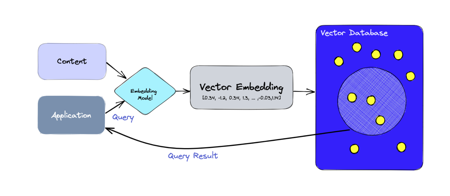 Vector Database
Content
Embedding
Model
Vector Embedding
Application
Query
Query Result